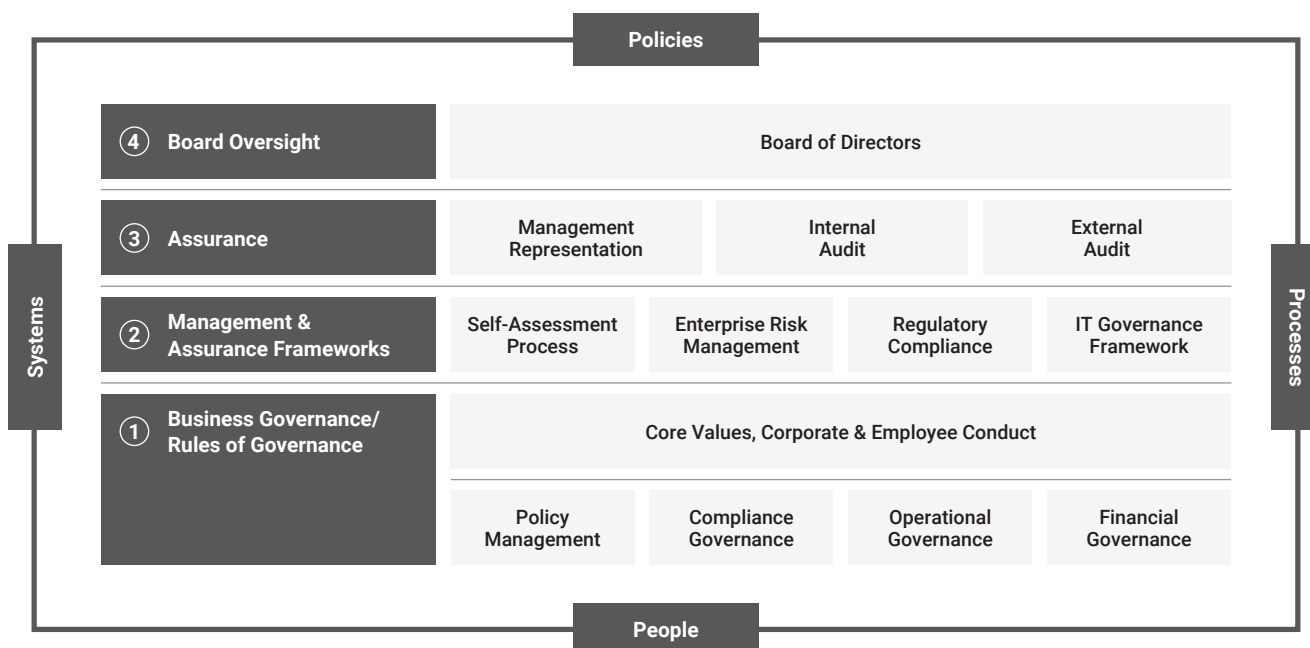 Policies
4 Board Oversight
Board of Directors
3 Assurance
Management
Representation
Internal
Audit
External
Audit
Systems
Processes
2 Management &
Assurance Frameworks
Self-Assessment
Process
Enterprise Risk
Management
Regulatory
Compliance
IT Governance
Framework
1 Business Governance/
Rules of Governance
Core Values, Corporate & Employee Conduct
Policy
Management
Compliance
Governance
Operational
Governance
Financial
Governance
People